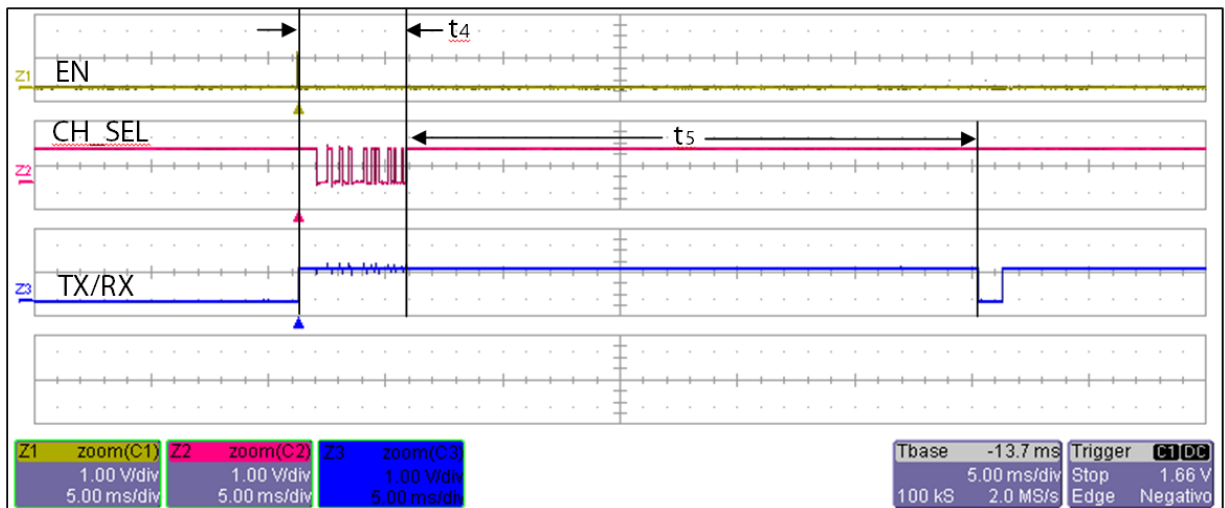 t4
Z1
EN
CH_SEL
t5
Z2
TX/RX
Z3
Z1 zoom(C1)
1.00 V/div
5.00 ms/div
Z2 zoom(C2)
1.00 V/div
5.00 ms/div
Z3 zoom(C3)
1.00 V/div
5.00 ms/div
Tbase -13.7 ms
5.00 ms/div
100 kS 2.0 MS/s
Trigger C1 DC
Stop 1.66 V
Edge Negativo